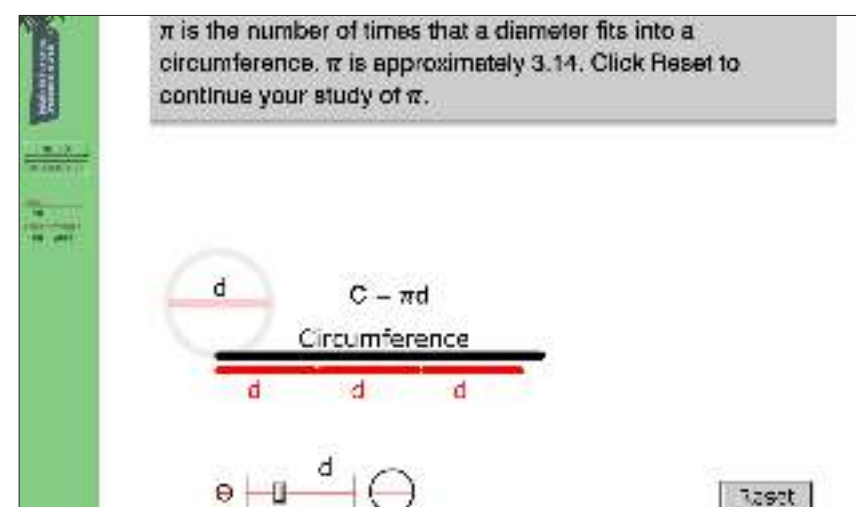 π is the number of times that a diameter fits into a
circumference. π is approximately 3.14. Click Reset to
continue your study of π.
d
C = πd
Circumference
d d d
d
Reset